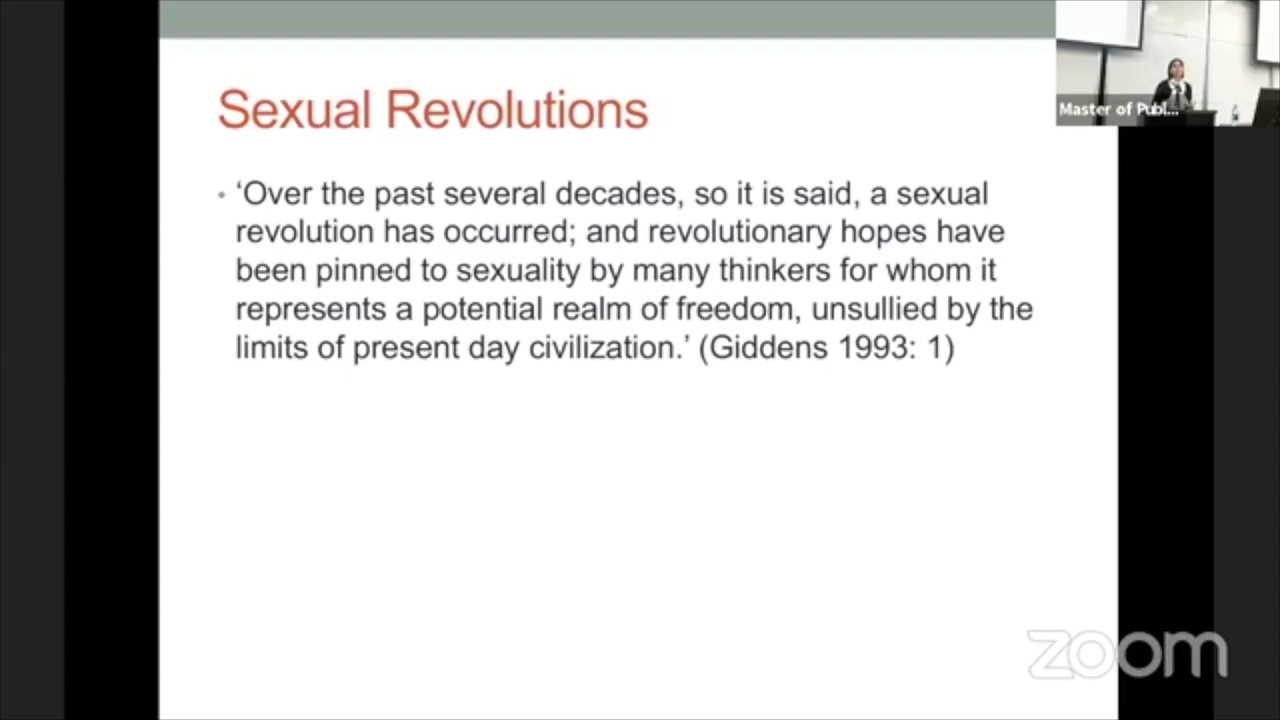 Sexual Revolutions
Master of Publ...
• ‘Over the past several decades, so it is said, a sexual
revolution has occurred; and revolutionary hopes have
been pinned to sexuality by many thinkers for whom it
represents a potential realm of freedom, unsullied by the
limits of present day civilization.’ (Giddens 1993: 1)
zoom